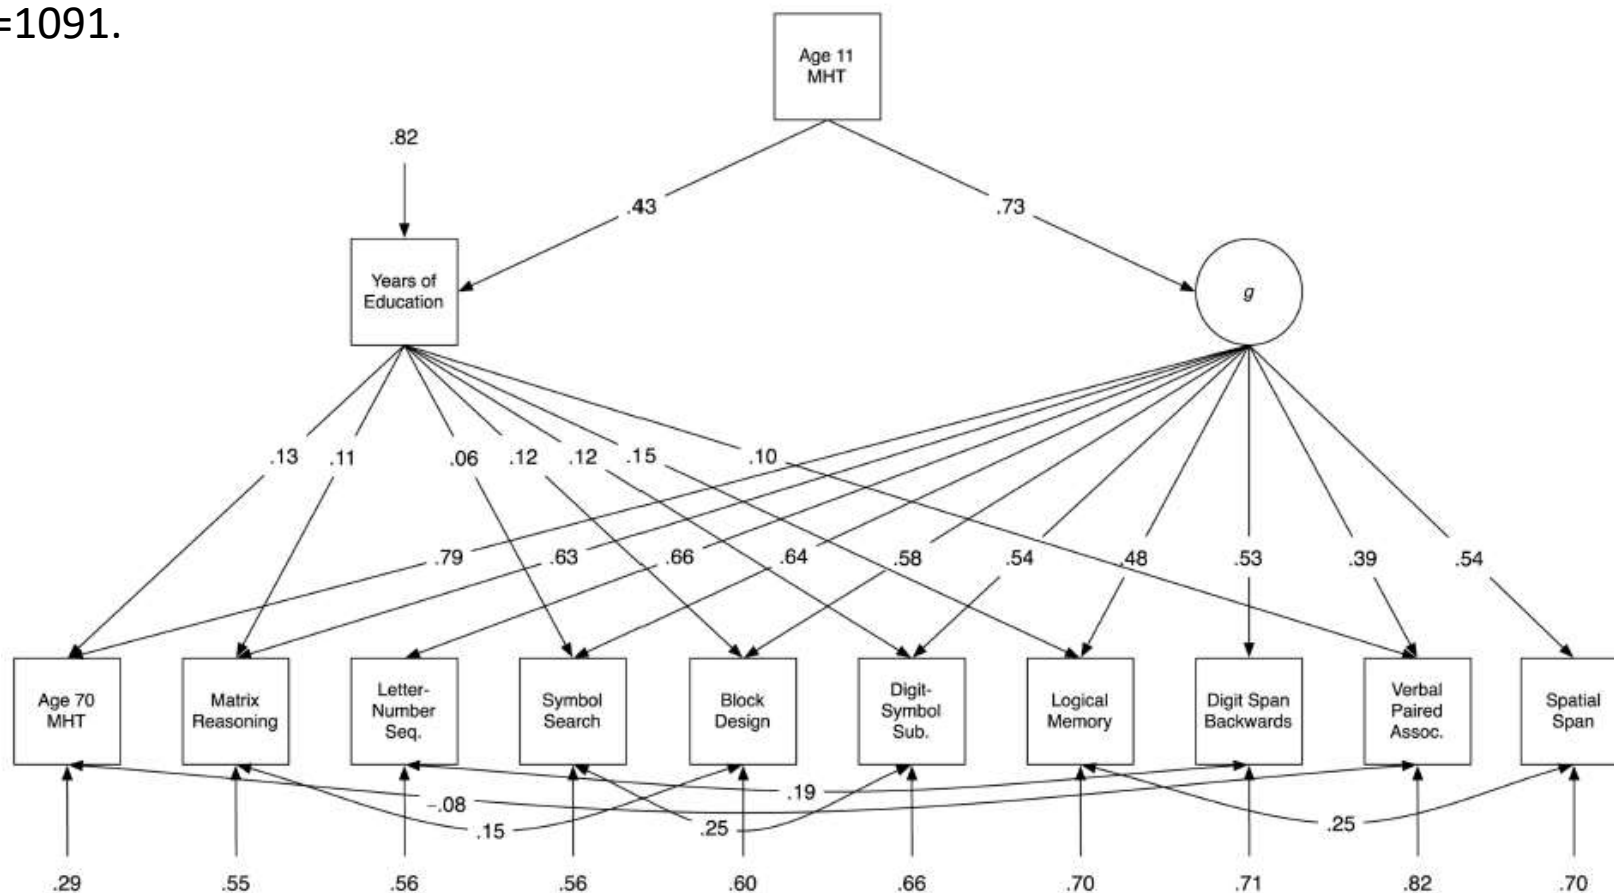 =1091.
Age 11
MHT
.82
.43
.73
Years of
Education
g
.13 .11 .06 .12 .12 .15 .10
.79 .63 .66 .64 .58 .54 .48 .53 .39 .54
Age 70
MHT
Matrix
Reasoning
Letter-
Number
Seq.
Symbol
Search
Block
Design
Digit-
Symbol
Sub.
Logical
Memory
Digit Span
Backwards
Verbal
Paired
Assoc.
Spatial
Span
.19
–.08
.15
.25
.25
.29 .55 .56 .56 .60 .66 .70 .71 .82 .70